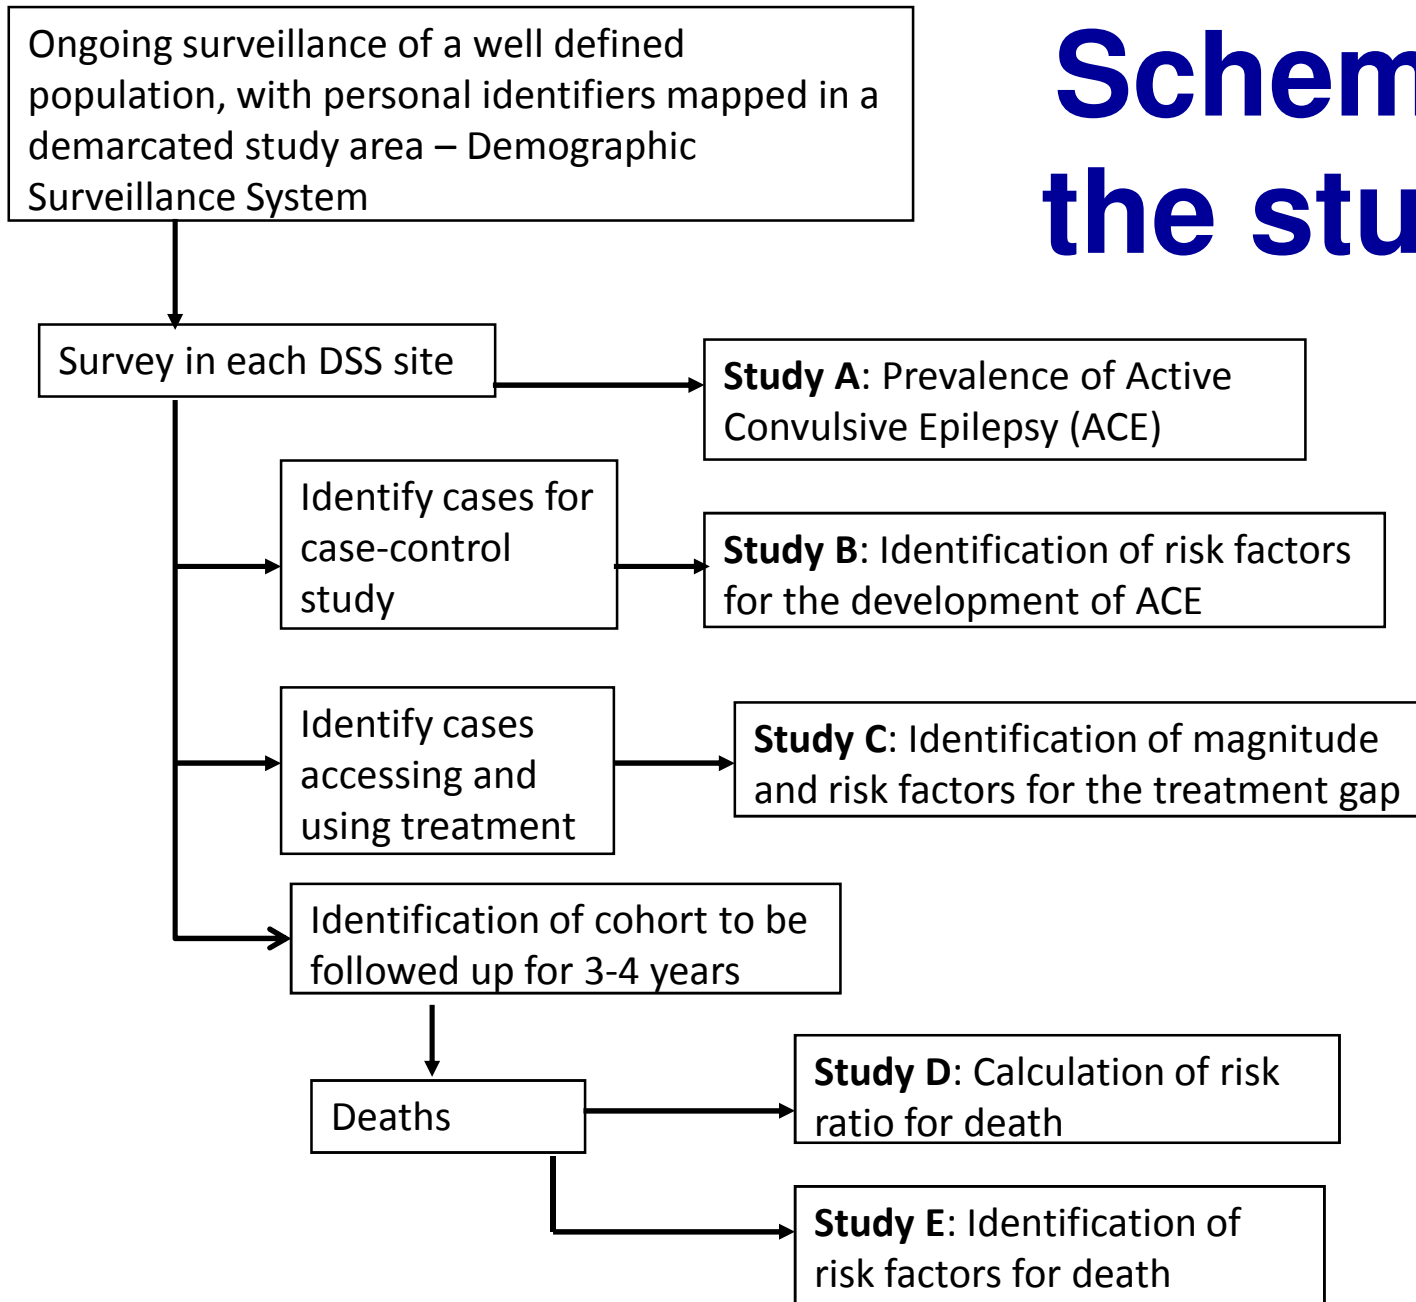 Ongoing surveillance of a well defined
population, with personal identifiers mapped in a
demarcated study area – Demographic
Surveillance System
Schem
the stu
Survey in each DSS site
Study A: Prevalence of Active
Convulsive Epilepsy (ACE)
Identify cases for
case-control
study
Study B: Identification of risk factors
for the development of ACE
Identify cases
accessing and
using treatment
Study C: Identification of magnitude
and risk factors for the treatment gap
Identification of cohort to be
followed up for 3-4 years
Deaths
Study D: Calculation of risk
ratio for death
Study E: Identification of
risk factors for death